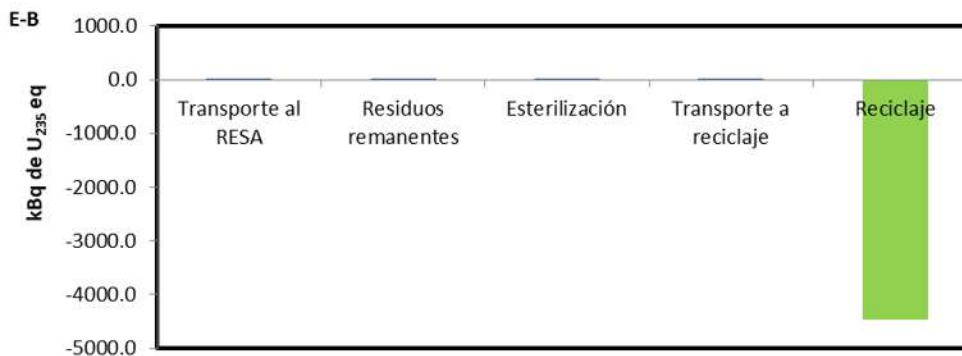 E-B
kBq de U235 eq
1000.0
0.0
-1000.0
-2000.0
-3000.0
-4000.0
-5000.0
Transporte al
RESA
Residuos
remanentes
Esterilización
Transporte a
reciclaje
Reciclaje